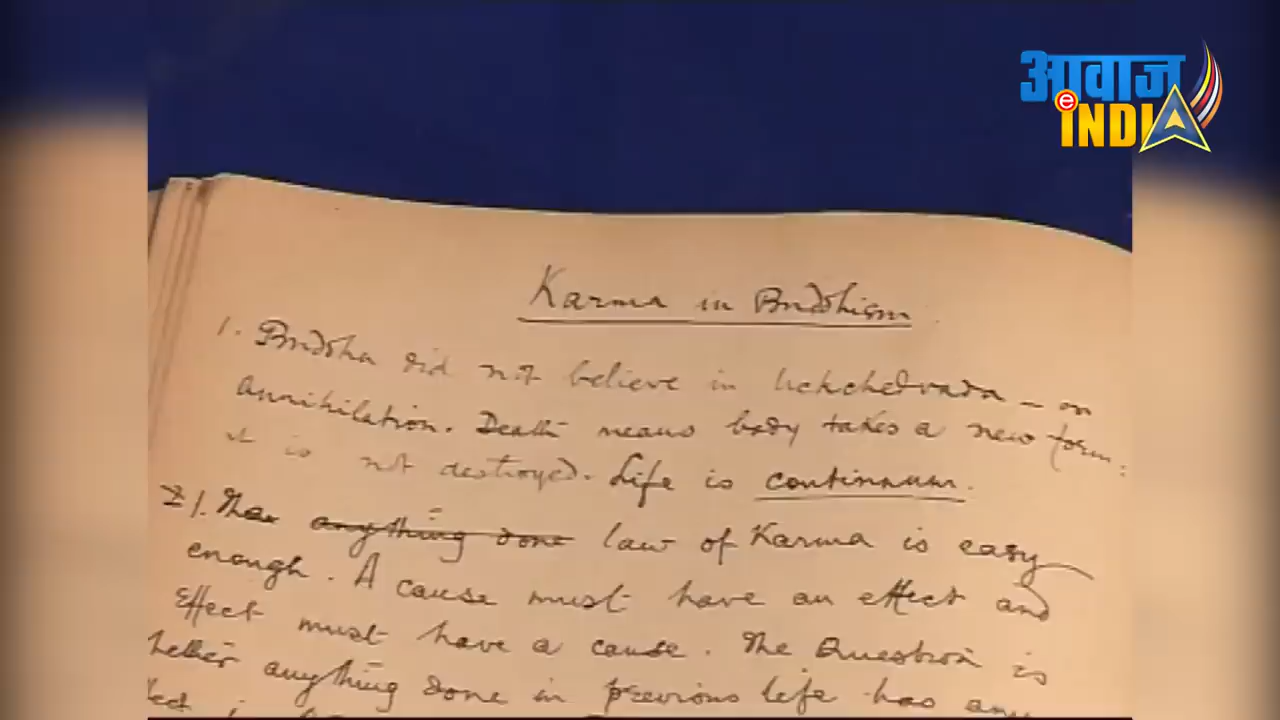 आवाज
e INDIA
Karma in Buddhism
1. Buddha did not believe in Uchchedvada — or
annihilation. Death means body takes a new form:
it is not destroyed. Life is continuum.
2/. The anything done law of Karma is easy
enough. A cause must have an effect and
Effect must have a cause. The Question is
hether anything done in previous life has any